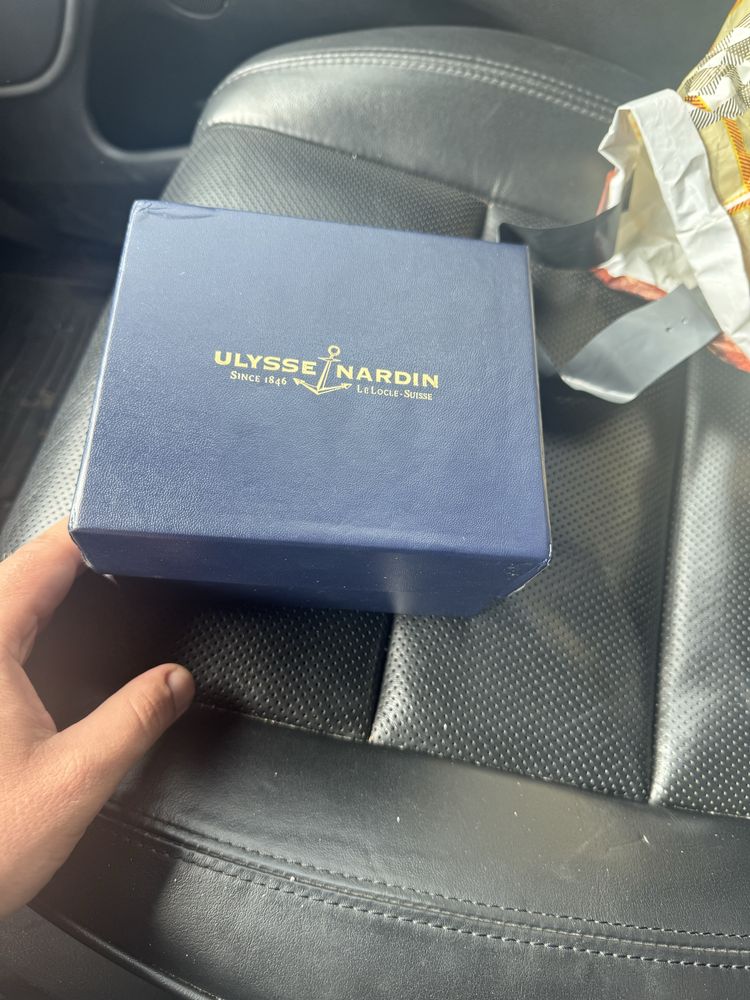 ULYSSE NARDIN
SINCE 1846 LE LOCLE-SUISSE